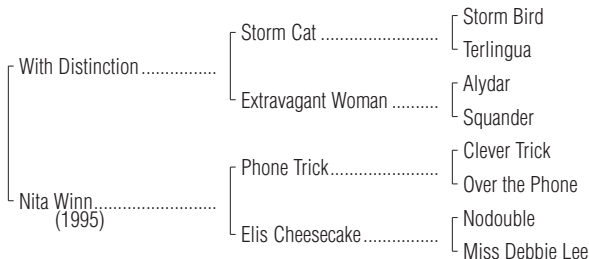 Storm Bird
Storm Cat ........................
Terlingua
With Distinction...............
Alydar
Extravagant Woman ..........
Squander
Clever Trick
Phone Trick.......................
Over the Phone
Nita Winn........................
(1995)
Nodouble
Elis Cheesecake................
Miss Debbie Lee